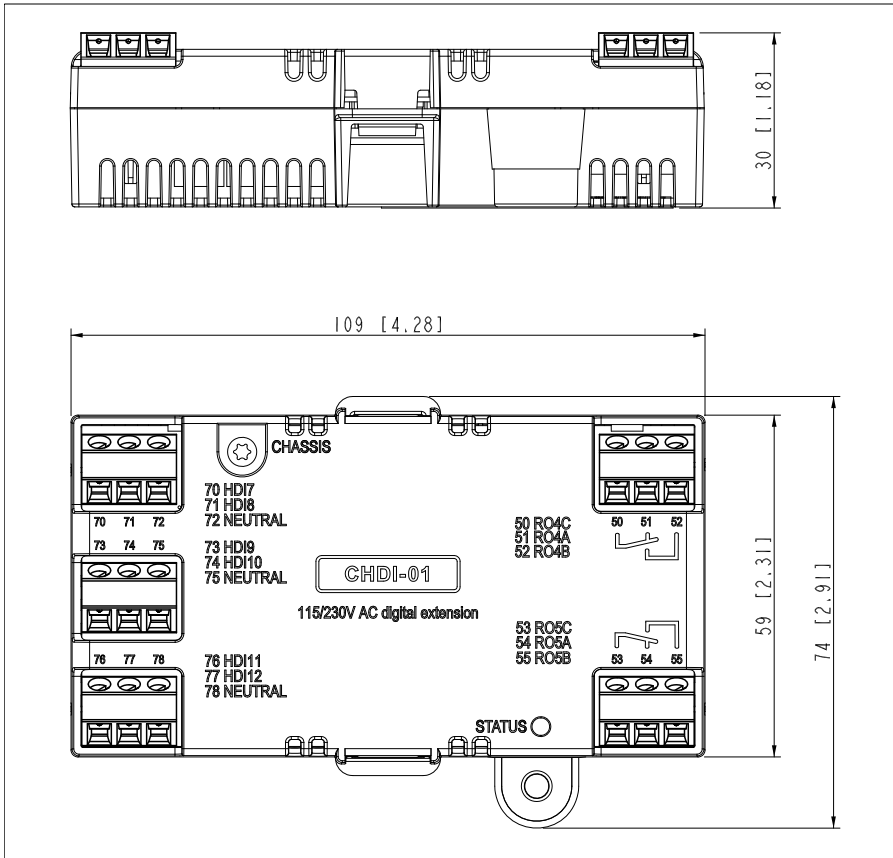 30 [1.18]
109 [4.28]
CHASSIS
70 HDI7
71 HDI8
72 NEUTRAL
70 71 72
73 74 75
73 HDI9
74 HDI10
75 NEUTRAL
50 RO4C
51 RO4A
52 RO4B
50 51 52
CHDI-01
115/230V AC digital extension
59 [2.31]
74 [2.91]
53 RO5C
54 RO5A
55 RO5B
53 54 55
76 77 78
76 HDI11
77 HDI12
78 NEUTRAL
STATUS